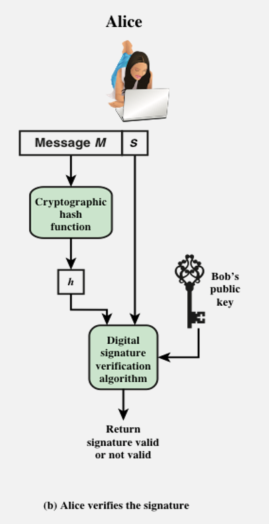 Alice
Message M S
Cryptographic
hash
function
h
Bob's
public
key
Digital
signature
verification
algorithm
Return
signature valid
or not valid
(b) Alice verifies the signature